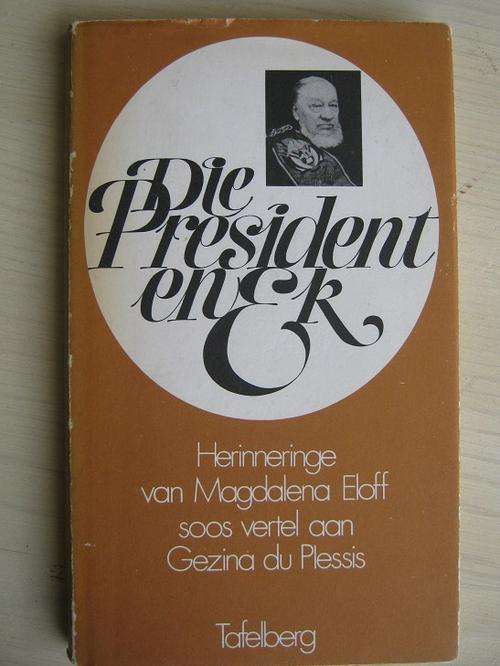 Die
President
en Ek
Herinneringe
van Magdalena Eloff
soos vertel aan
Gezina du Plessis
Tafelberg